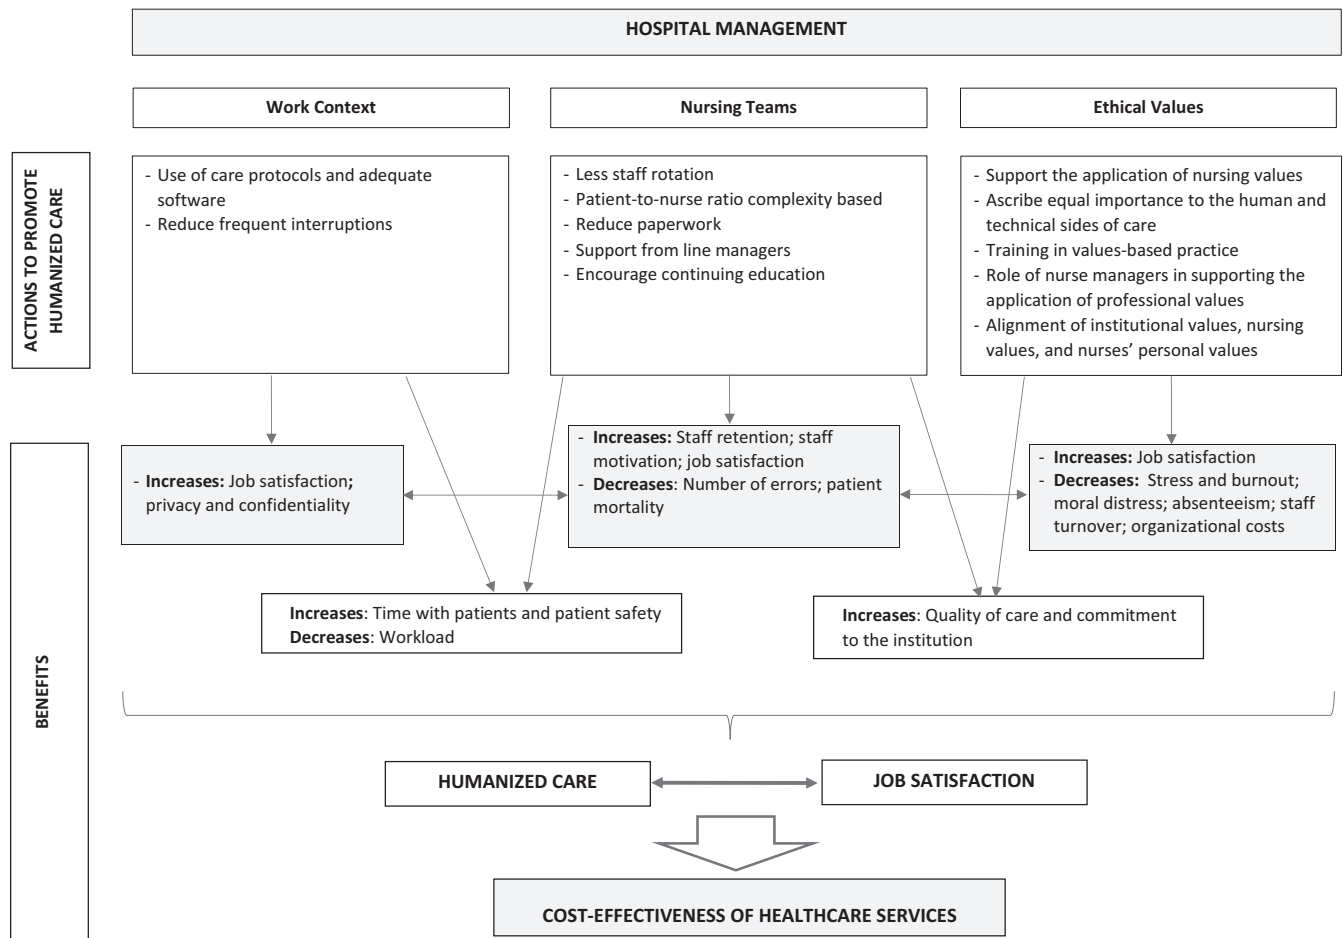 HOSPITAL MANAGEMENT
Work Context
Nursing Teams
Ethical Values
ACTIONS TO PROMOTE
HUMANIZED CARE
- Use of care protocols and adequate
software
- Reduce frequent interruptions
- Less staff rotation
- Patient-to-nurse ratio complexity based
- Reduce paperwork
- Support from line managers
- Encourage continuing education
- Support the application of nursing values
- Ascribe equal importance to the human and
technical sides of care
- Training in values-based practice
- Role of nurse managers in supporting the
application of professional values
- Alignment of institutional values, nursing
values, and nurses’ personal values
BENEFITS
- Increases: Job satisfaction;
privacy and confidentiality
- Increases: Staff retention; staff
motivation; job satisfaction
- Decreases: Number of errors; patient
mortality
- Increases: Job satisfaction
- Decreases: Stress and burnout;
moral distress; absenteeism; staff
turnover; organizational costs
Increases: Time with patients and patient safety
Decreases: Workload
Increases: Quality of care and commitment
to the institution
HUMANIZED CARE
JOB SATISFACTION
COST-EFFECTIVENESS OF HEALTHCARE SERVICES